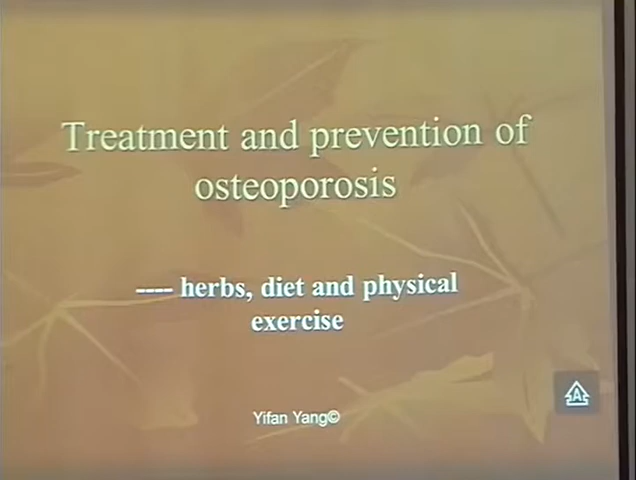 Treatment and prevention of
osteoporosis
---- herbs, diet and physical
exercise
Yifan Yang©
A